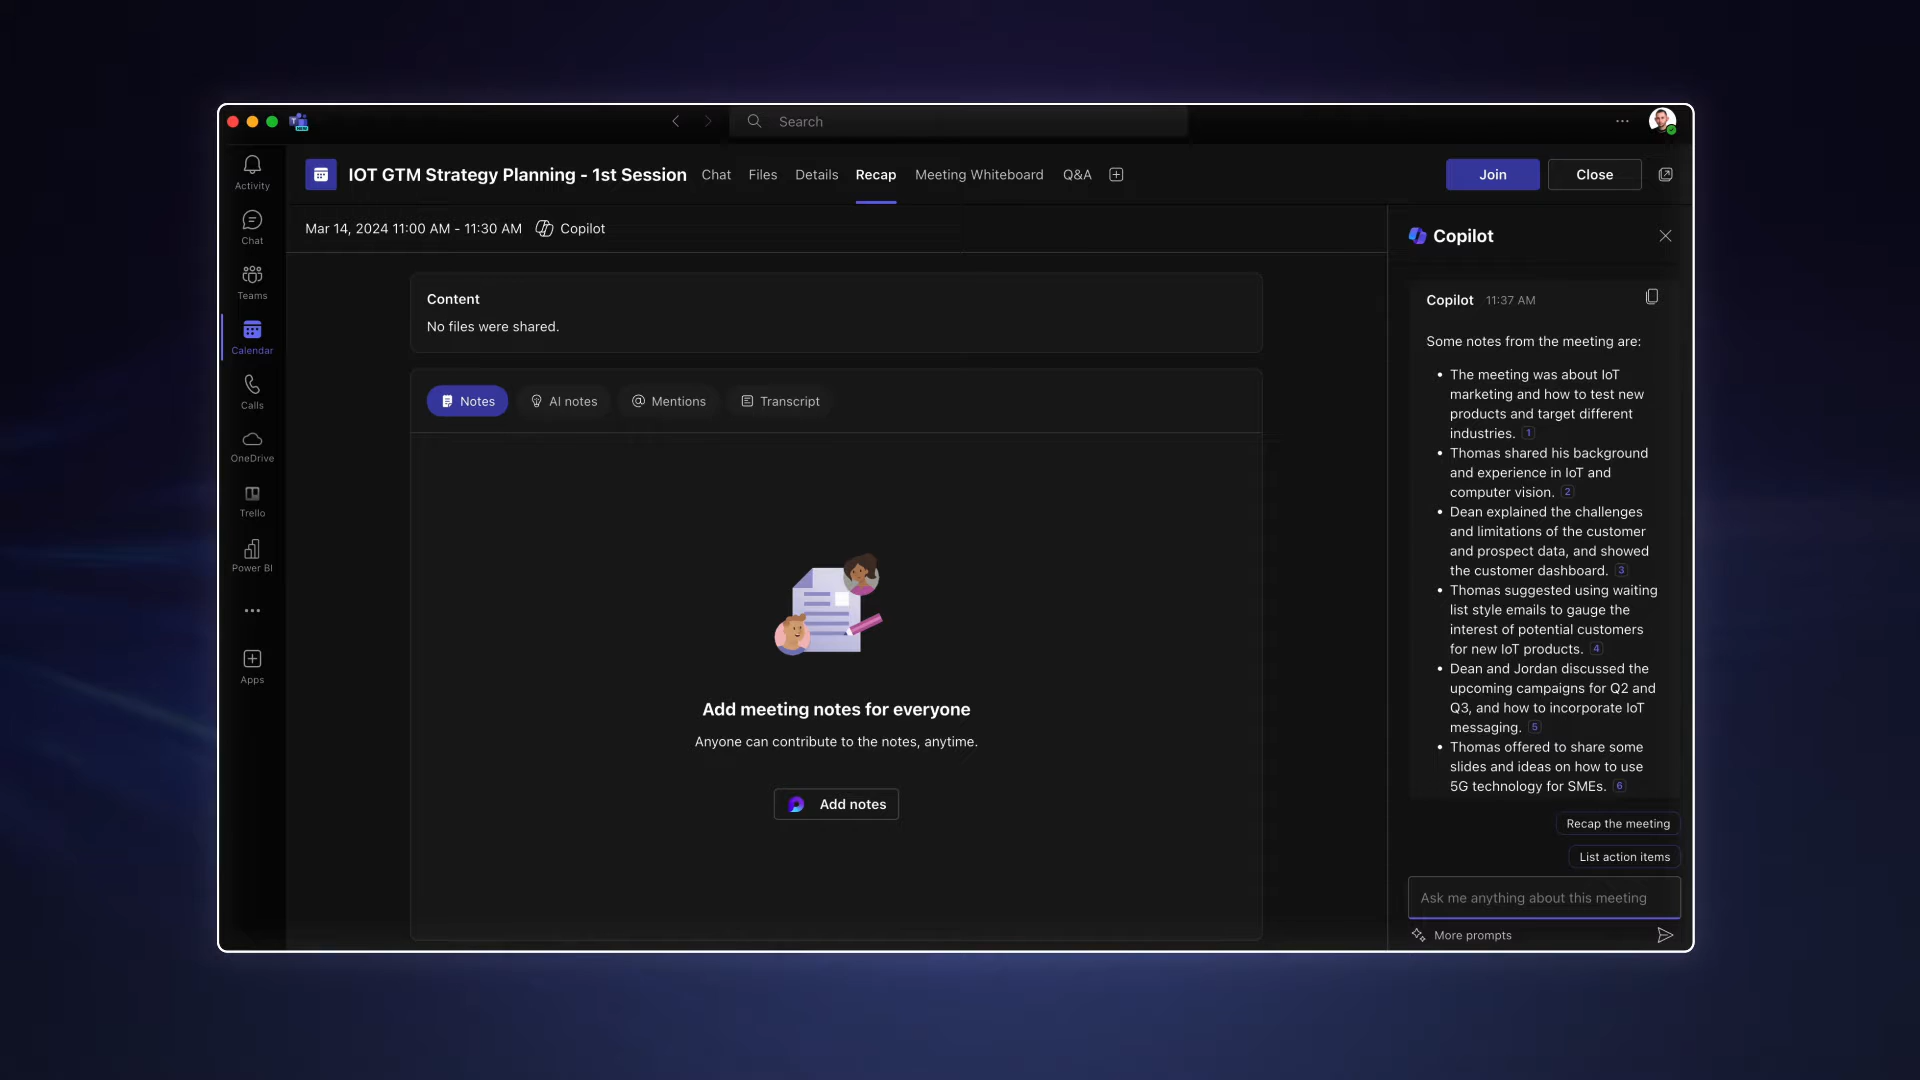 Search
Activity
Chat
Teams
Calendar
Calls
OneDrive
Trello
Power BI
Apps
IOT GTM Strategy Planning - 1st Session
Chat
Files
Details
Recap
Meeting Whiteboard
Q&A
Join
Close
Mar 14, 2024 11:00 AM - 11:30 AM
Copilot
Content
No files were shared.
Notes
AI notes
Mentions
Transcript
Add meeting notes for everyone
Anyone can contribute to the notes, anytime.
Add notes
Copilot
Copilot 11:37 AM
Some notes from the meeting are:
• The meeting was about IoT
marketing and how to test new
products and target different
industries. 1
• Thomas shared his background
and experience in IoT and
computer vision. 2
• Dean explained the challenges
and limitations of the customer
and prospect data, and showed
the customer dashboard. 3
• Thomas suggested using waiting
list style emails to gauge the
interest of potential customers
for new IoT products. 4
• Dean and Jordan discussed the
upcoming campaigns for Q2 and
Q3, and how to incorporate IoT
messaging. 5
• Thomas offered to share some
slides and ideas on how to use
5G technology for SMEs. 6
Recap the meeting
List action items
Ask me anything about this meeting
More prompts